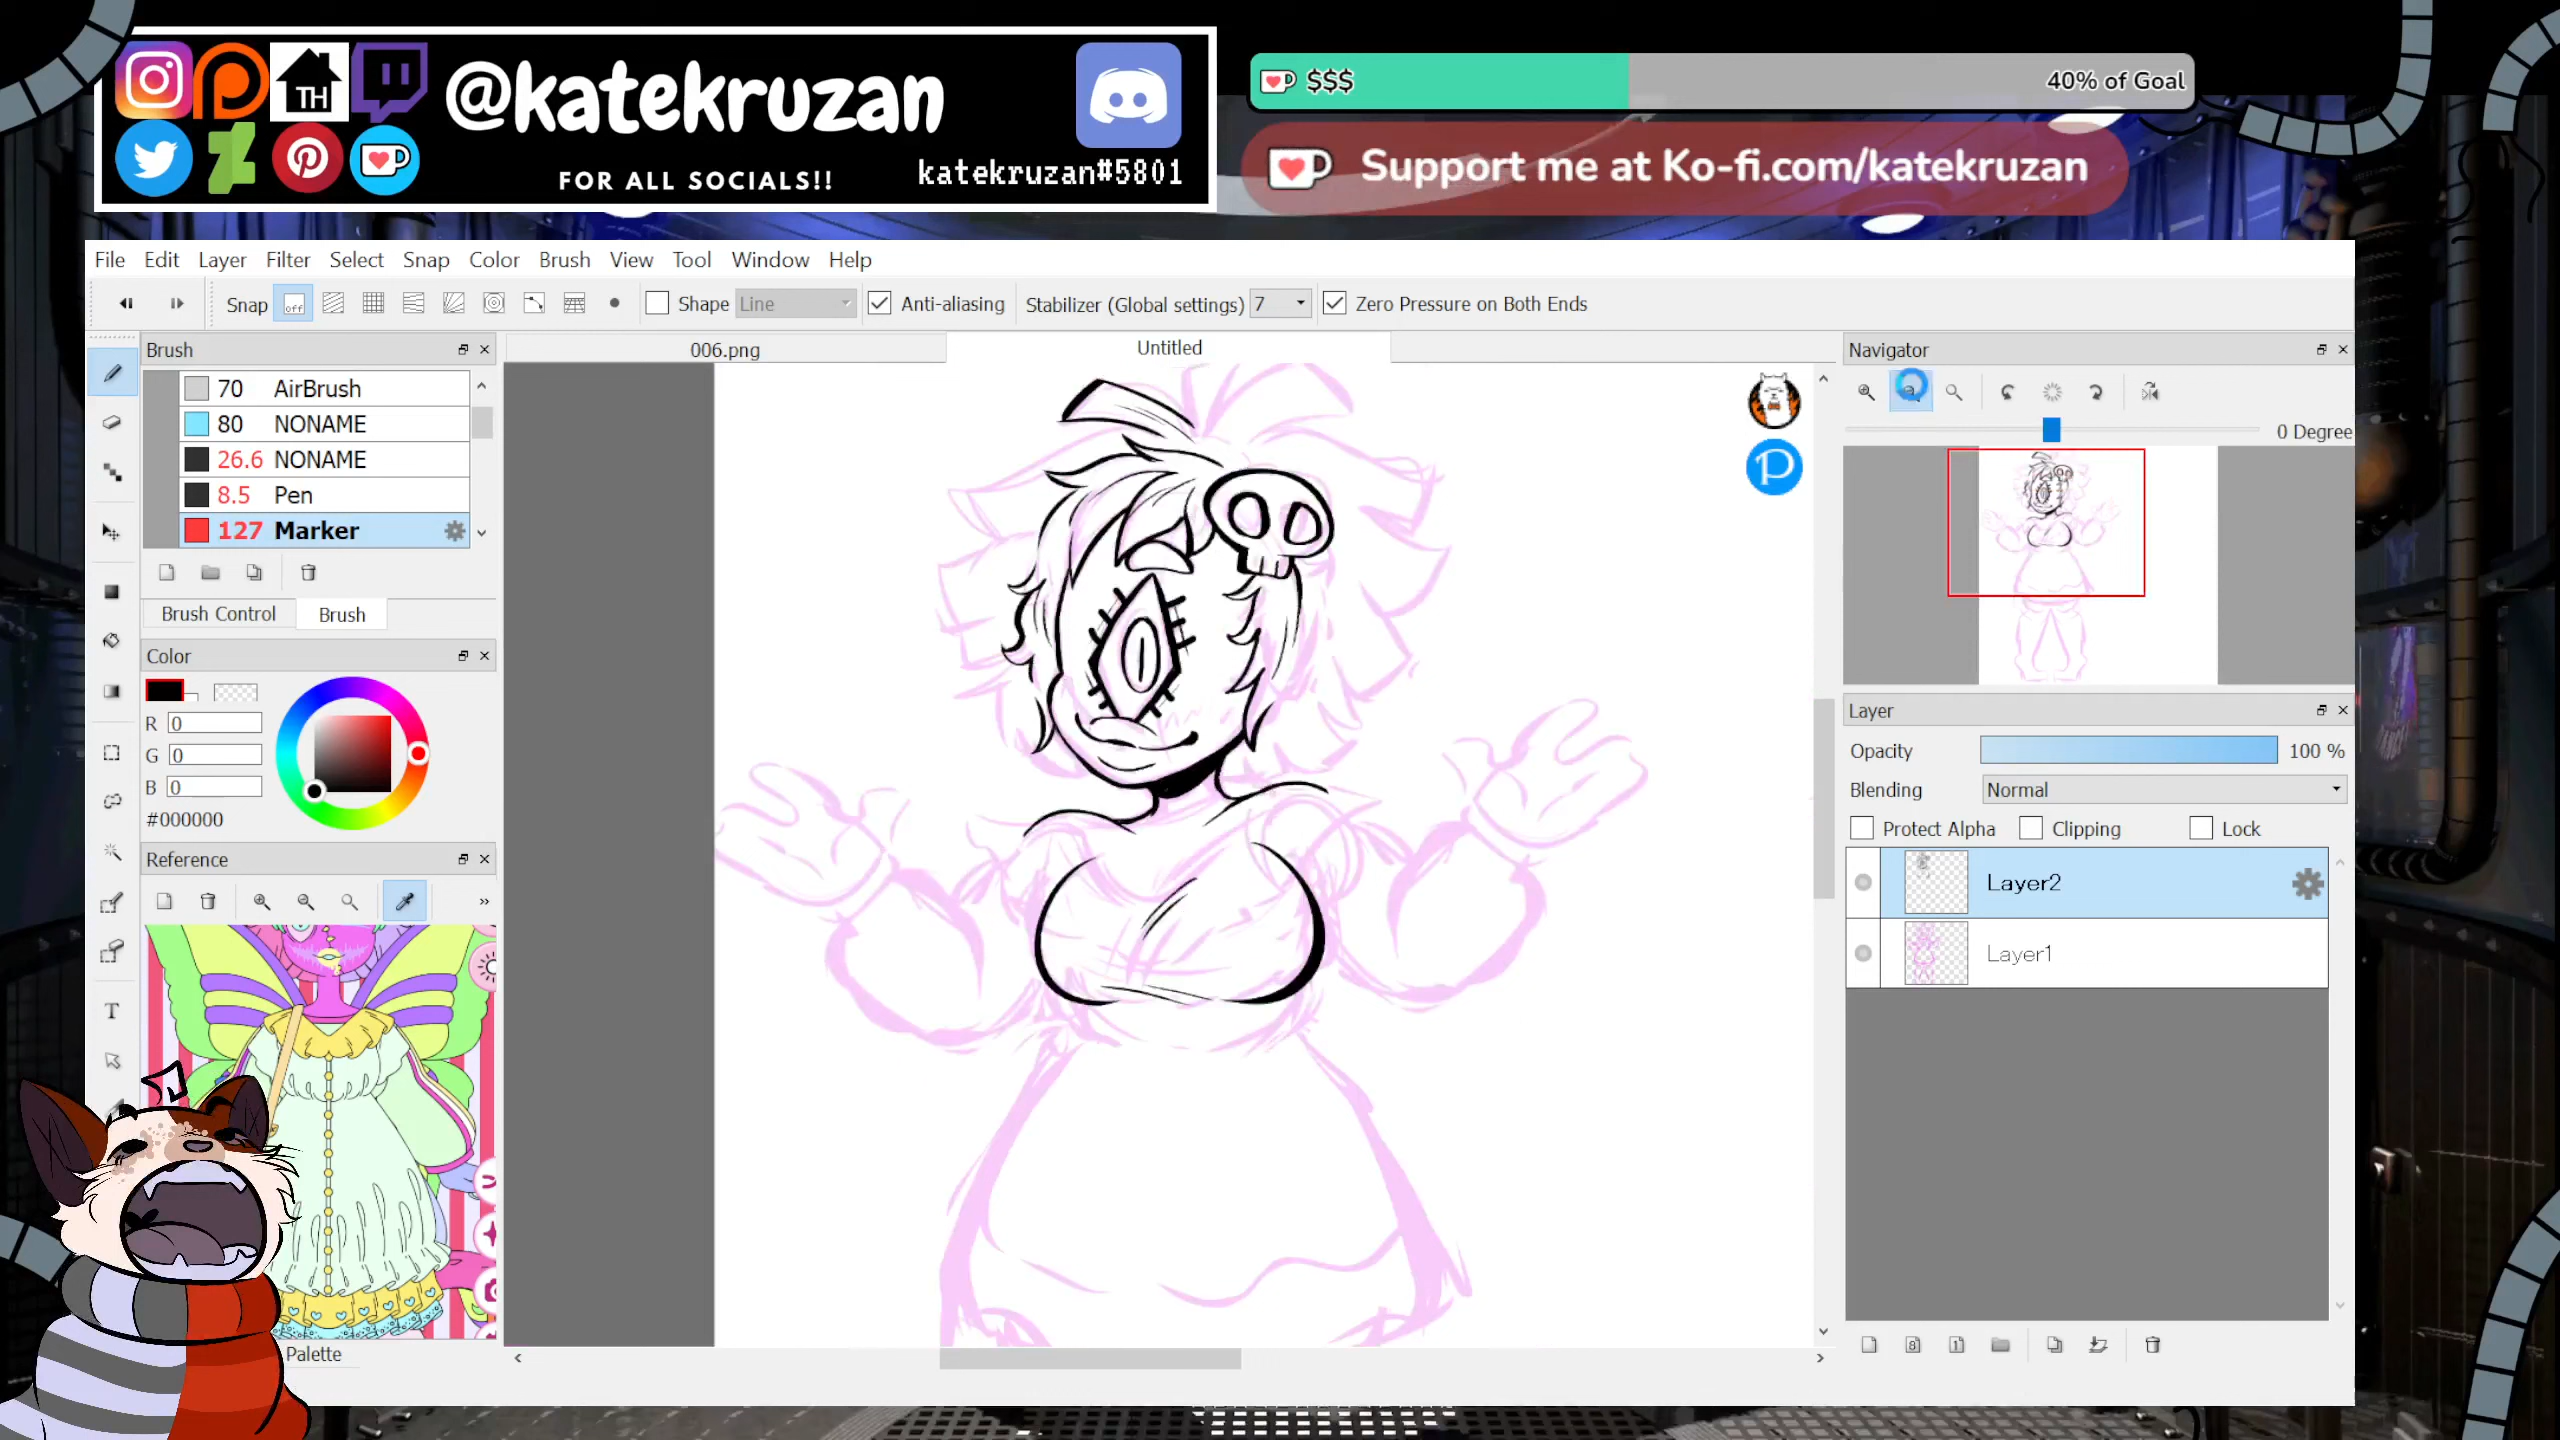 TH
@katekruzan
FOR ALL SOCIALS!!
katekruzan#5801
$$$
40% of Goal
Support me at Ko-fi.com/katekruzan
File Edit Layer Filter Select Snap Color Brush View Tool Window Help
Snap off Shape Line Anti-aliasing Stabilizer (Global settings) 7 Zero Pressure on Both Ends
Brush
006.png
Untitled
Navigator
70 AirBrush
80 NONAME
26.6 NONAME
8.5 Pen
127 Marker
0 Degree
Brush Control Brush
Color
R 0
G 0
B 0
#000000
Reference
Palette
Layer
Opacity 100 %
Blending Normal
Protect Alpha Clipping Lock
Layer2
Layer1
T
8
1